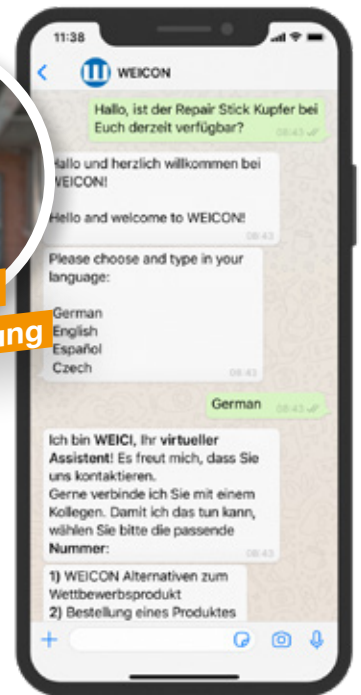 11:38
WEICON
Hallo, ist der Repair Stick Kupfer bei
Euch derzeit verfügbar?
08:43
Hallo und herzlich willkommen bei
WEICON!
Hello and welcome to WEICON!
08:43
Please choose and type in your
language:
German
English
Español
Czech
08:43
German
08:43
Ich bin WEICI, Ihr virtueller
Assistent! Es freut mich, dass Sie
uns kontaktieren.
Gerne verbinde ich Sie mit einem
Kollegen. Damit ich das tun kann,
wählen Sie bitte die passende
Nummer:
08:43
1) WEICON Alternativen zum
Wettbewerbsprodukt
2) Bestellung eines Produktes